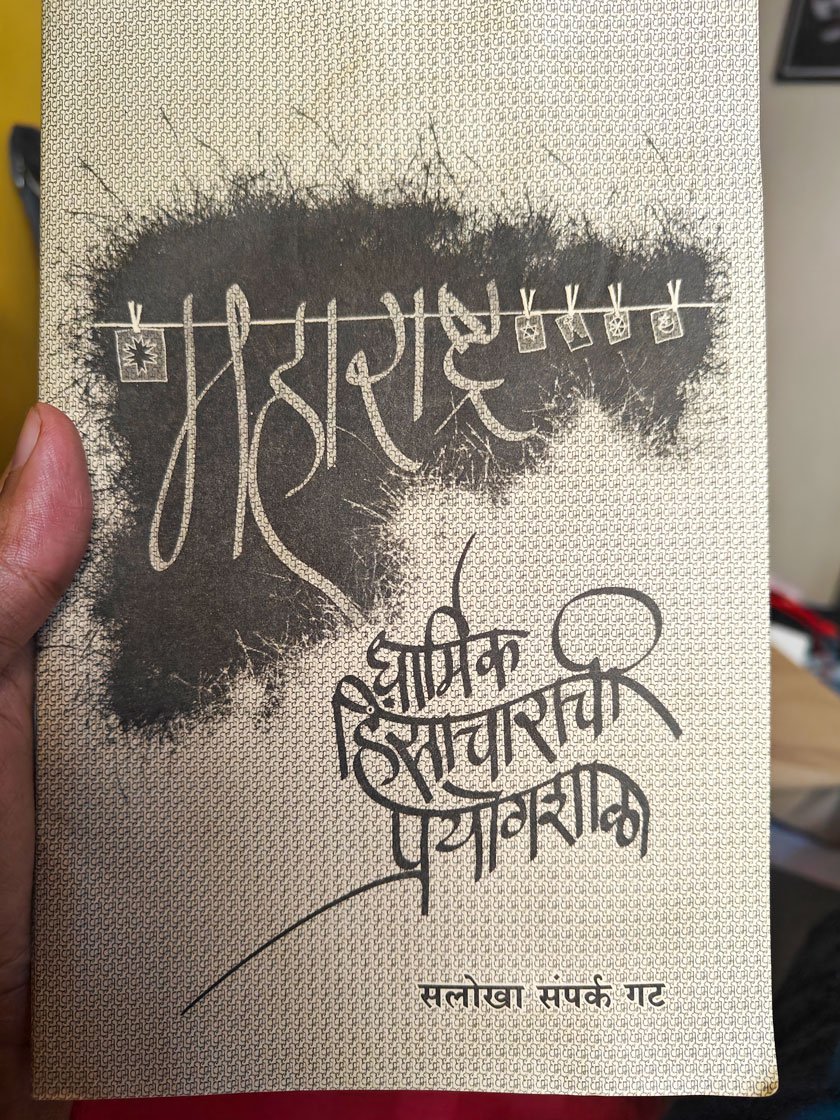 महाराष्ट्र
धार्मिक
हिंसाचाराची
प्रयोगशाळा
सलोखा संपर्क गट